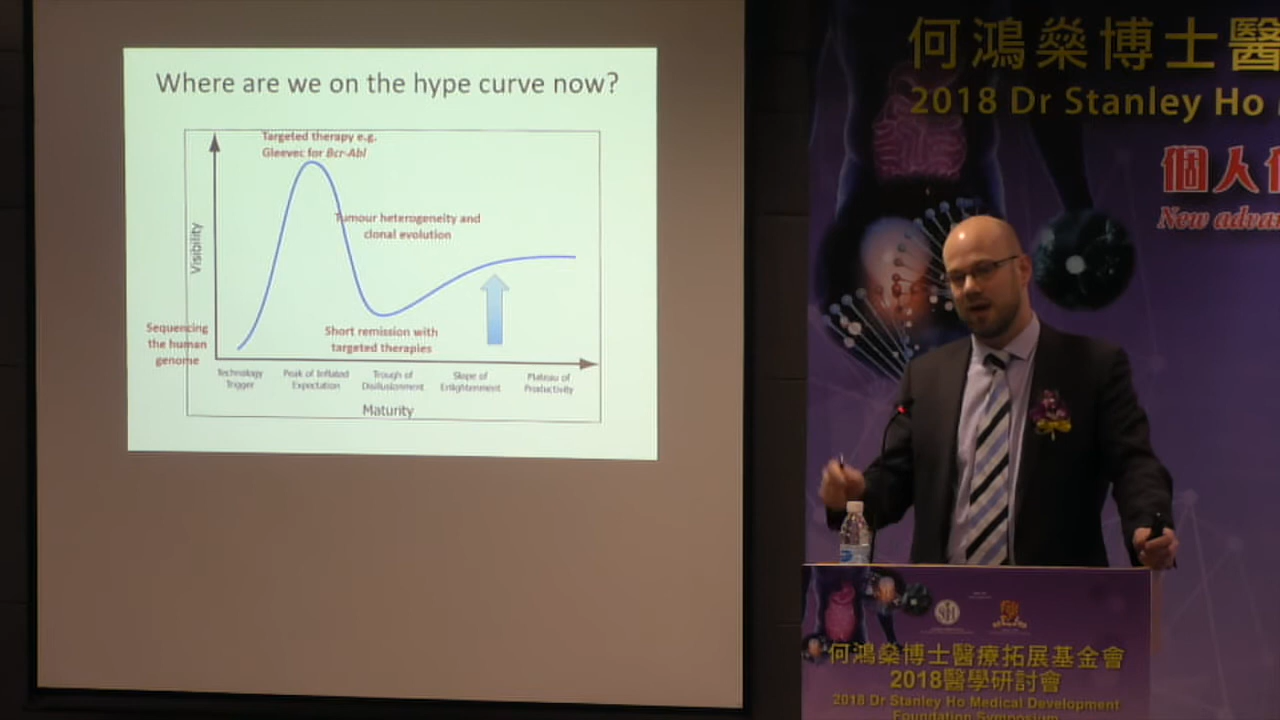 Where are we on the hype curve now?
Targeted therapy e.g.
Gleevec for Bcr-Abl
Tumour heterogeneity and
clonal evolution
Visibility
Sequencing
the human
genome
Short remission with
targeted therapies
Technology
Trigger
Peak of Inflated
Expectation
Trough of
Disillusionment
Slope of
Enlightenment
Plateau of
Productivity
Maturity
何鴻燊博士醫
2018 Dr Stanley Ho
個人
New adva
何鴻燊博士醫療拓展基金會
2018醫學研討會
2018 Dr Stanley Ho Medical Development
Foundation Symposium